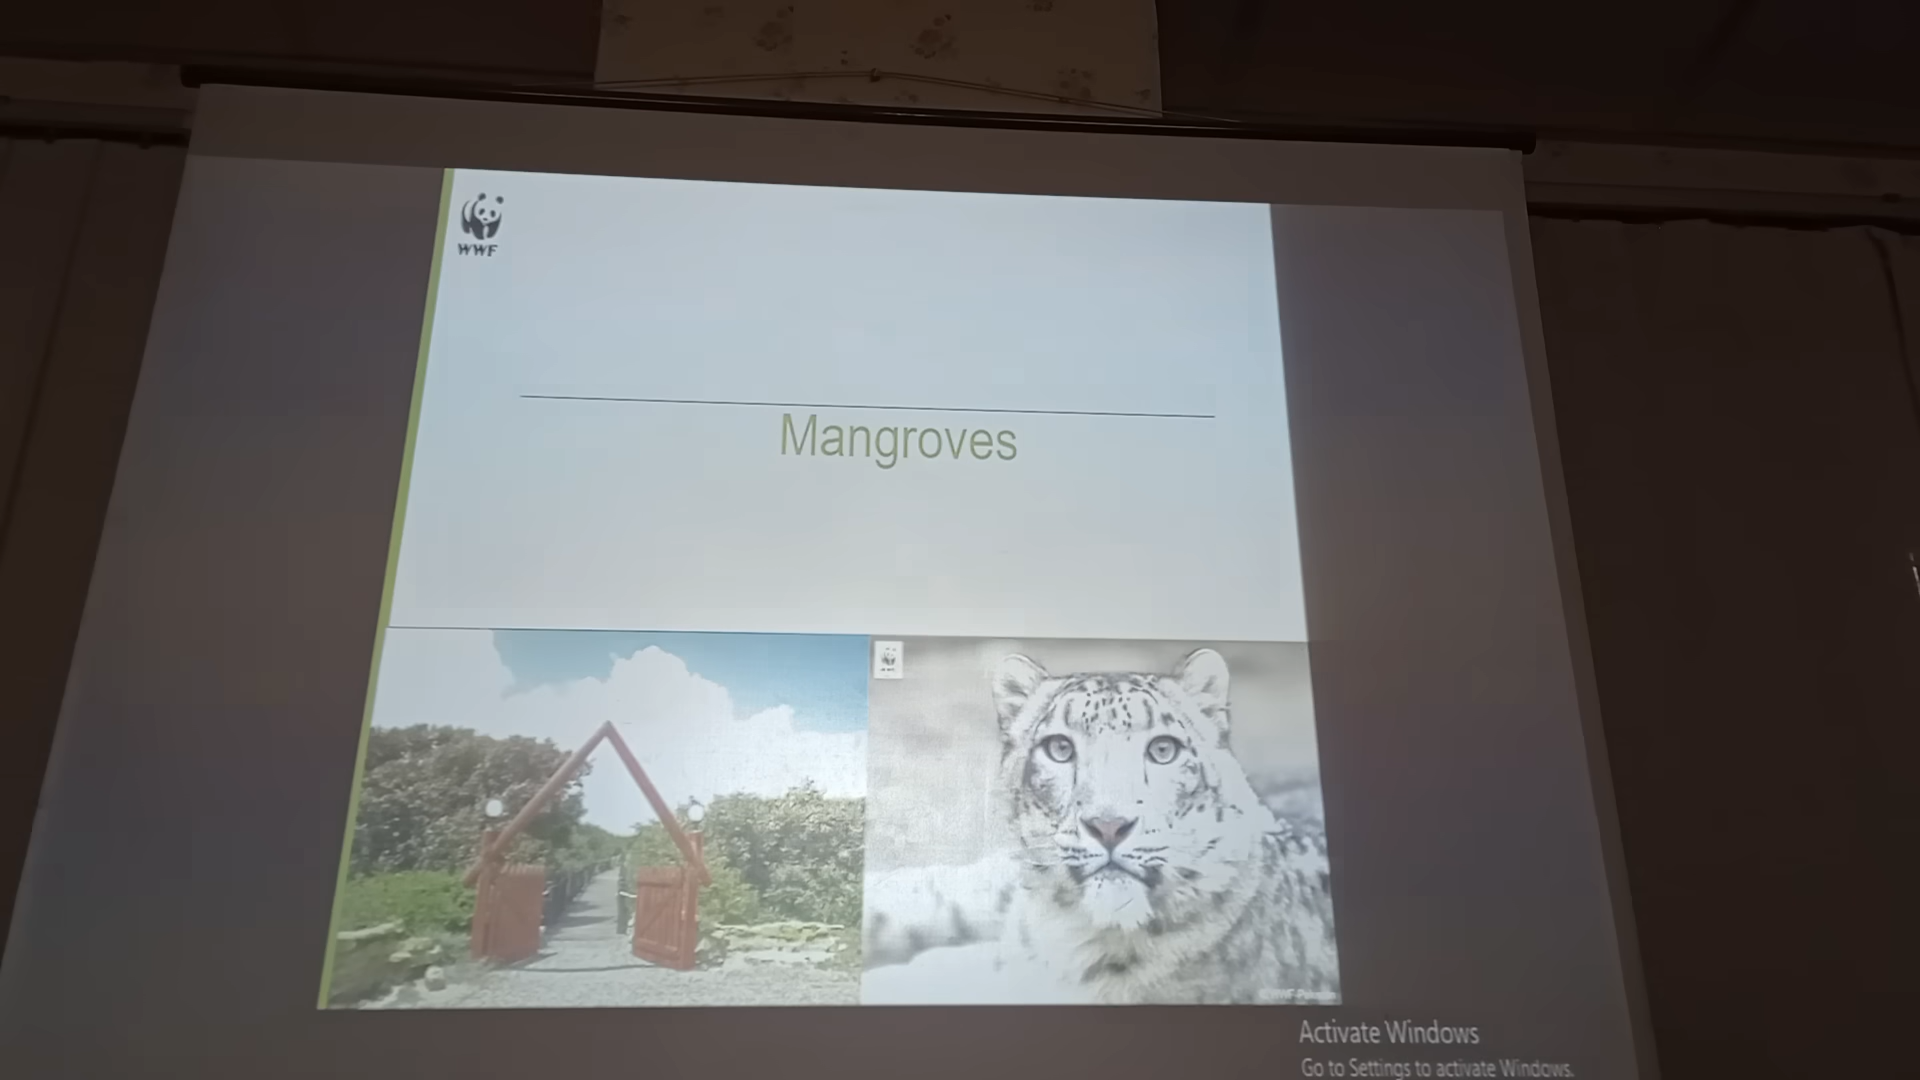 WWF
Mangroves
Activate Windows
Go to Settings to activate Windows.